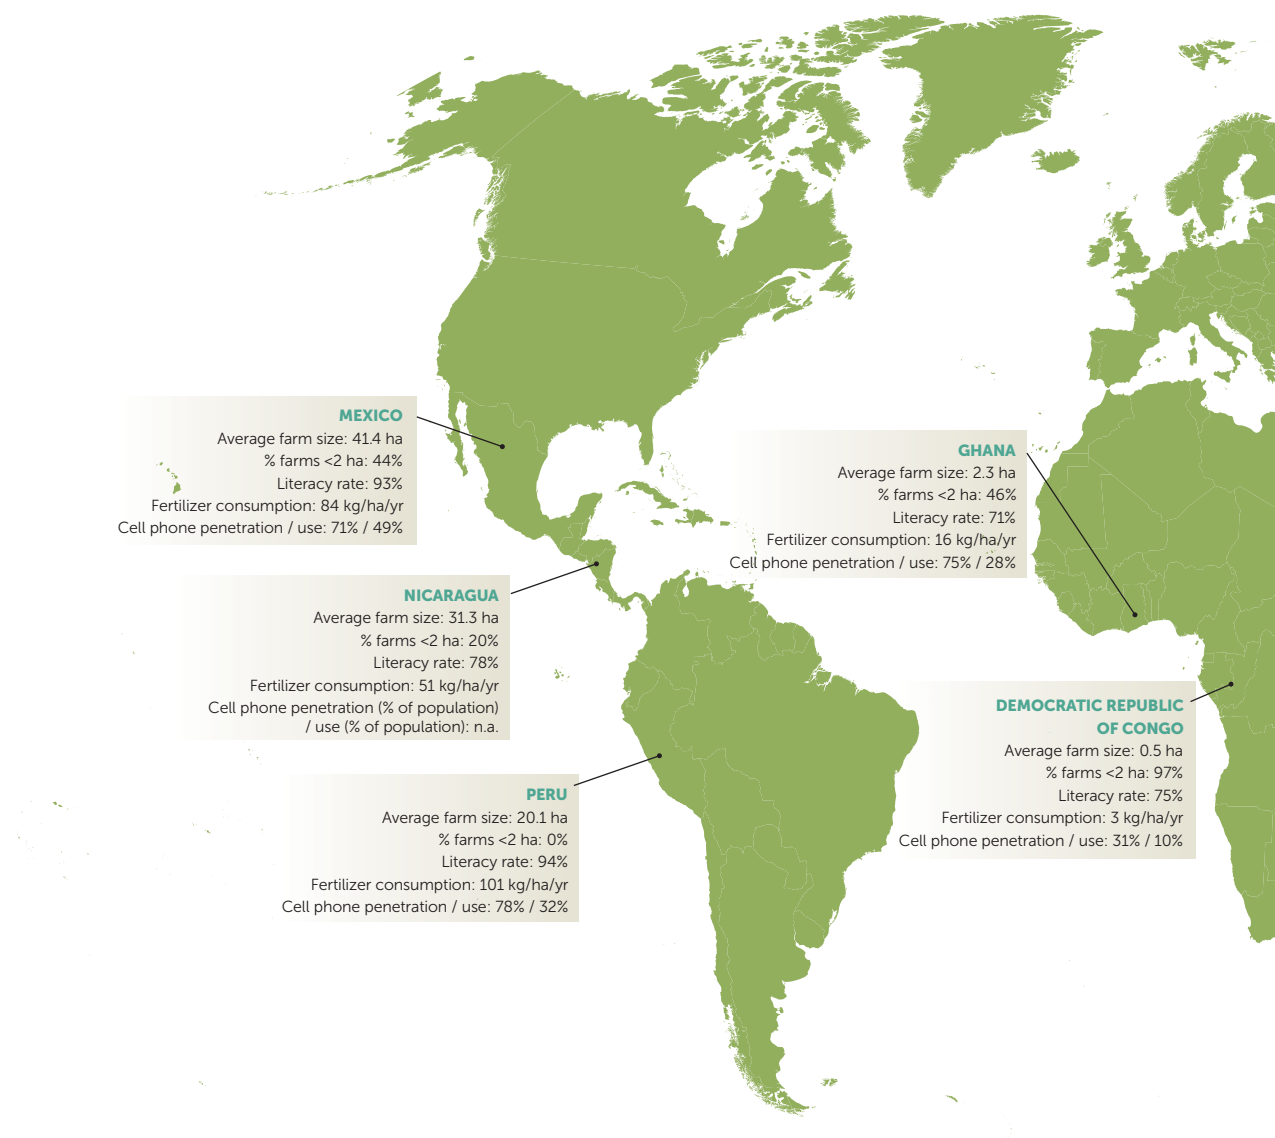 MEXICO
Average farm size: 41.4 ha
% farms <2 ha: 44%
Literacy rate: 93%
Fertilizer consumption: 84 kg/ha/yr
Cell phone penetration / use: 71% / 49%
GHANA
Average farm size: 2.3 ha
% farms <2 ha: 46%
Literacy rate: 71%
Fertilizer consumption: 16 kg/ha/yr
Cell phone penetration / use: 75% / 28%
NICARAGUA
Average farm size: 31.3 ha
% farms <2 ha: 20%
Literacy rate: 78%
Fertilizer consumption: 51 kg/ha/yr
Cell phone penetration (% of population)
/ use (% of population): n.a.
DEMOCRATIC REPUBLIC
OF CONGO
Average farm size: 0.5 ha
% farms <2 ha: 97%
Literacy rate: 75%
Fertilizer consumption: 3 kg/ha/yr
Cell phone penetration / use: 31% / 10%
PERU
Average farm size: 20.1 ha
% farms <2 ha: 0%
Literacy rate: 94%
Fertilizer consumption: 101 kg/ha/yr
Cell phone penetration / use: 78% / 32%